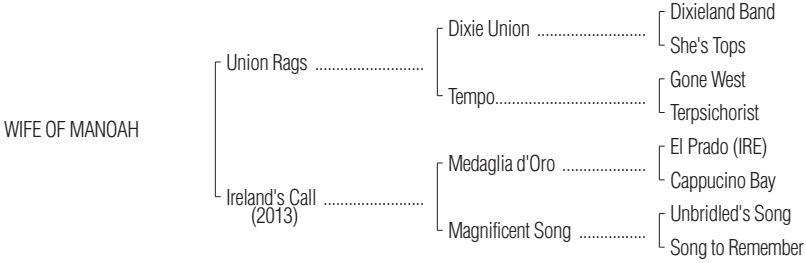 Dixieland Band
Dixie Union ..........................
She's Tops
Union Rags ..........................
Gone West
Tempo....................................
Terpsichorist
WIFE OF MANOAH
El Prado (IRE)
Medaglia d'Oro ....................
Cappucino Bay
Ireland's Call ........................
(2013)
Unbridled's Song
Magnificent Song ................
Song to Remember